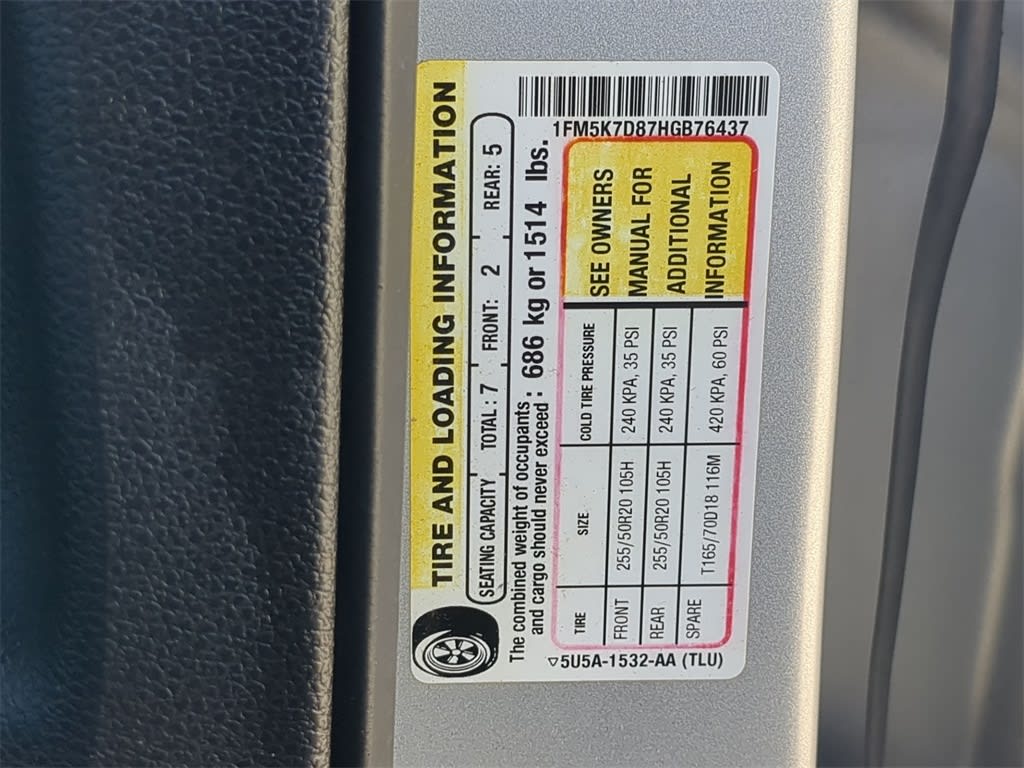 TIRE AND LOADING INFORMATION
SEATING CAPACITY TOTAL : 7 FRONT: 2 REAR: 5
The combined weight of occupants
and cargo should never exceed : 686 kg or 1514 lbs.
1FM5K7D87HGB76437
TIRE SIZE COLD TIRE PRESSURE
FRONT 255/50R20 105H 240 KPA, 35 PSI
REAR 255/50R20 105H 240 KPA, 35 PSI
SPARE T165/70D18 116M 420 KPA, 60 PSI
SEE OWNERS
MANUAL FOR
ADDITIONAL
INFORMATION
▽5U5A-1532-AA (TLU)